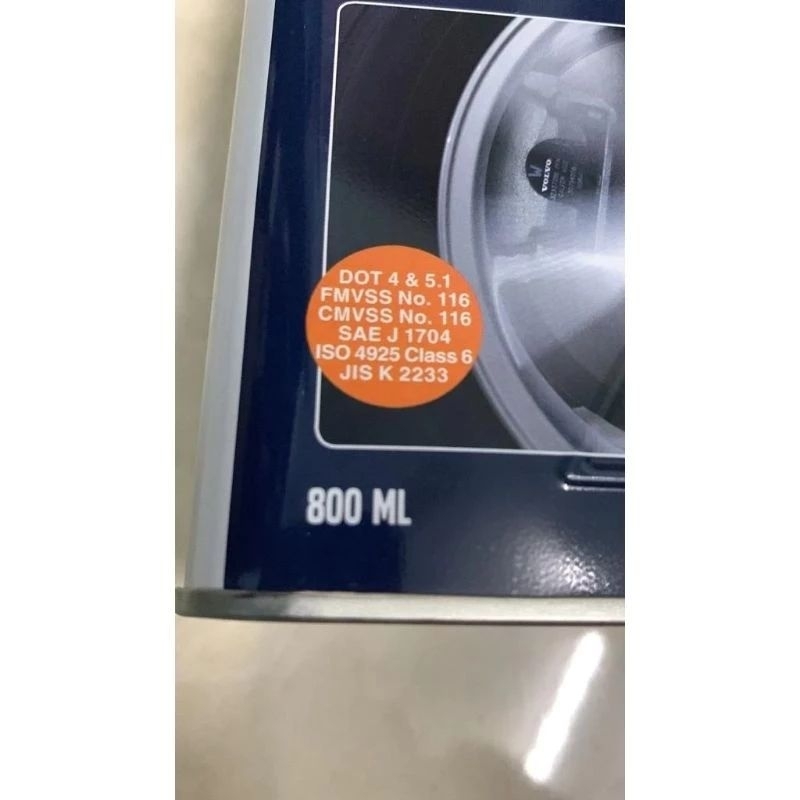 W
VOLVO
DOT 4 & 5.1
FMVSS No. 116
CMVSS No. 116
SAE J 1704
ISO 4925 Class 6
JIS K 2233
800 ML